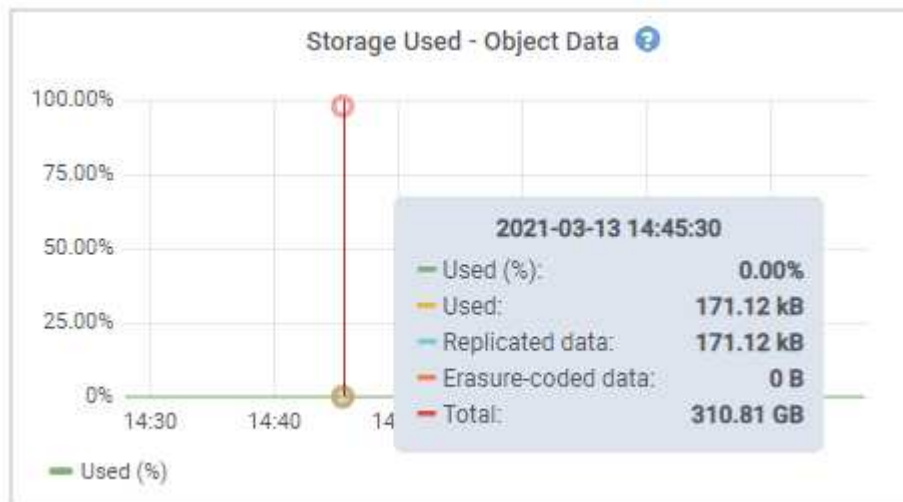 Storage Used - Object Data ?
100.00%
75.00%
50.00%
25.00%
0%
14:30 14:40
2021-03-13 14:45:30
Used (%): 0.00%
Used: 171.12 kB
Replicated data: 171.12 kB
Erasure-coded data: 0 B
Total: 310.81 GB
Used (%)